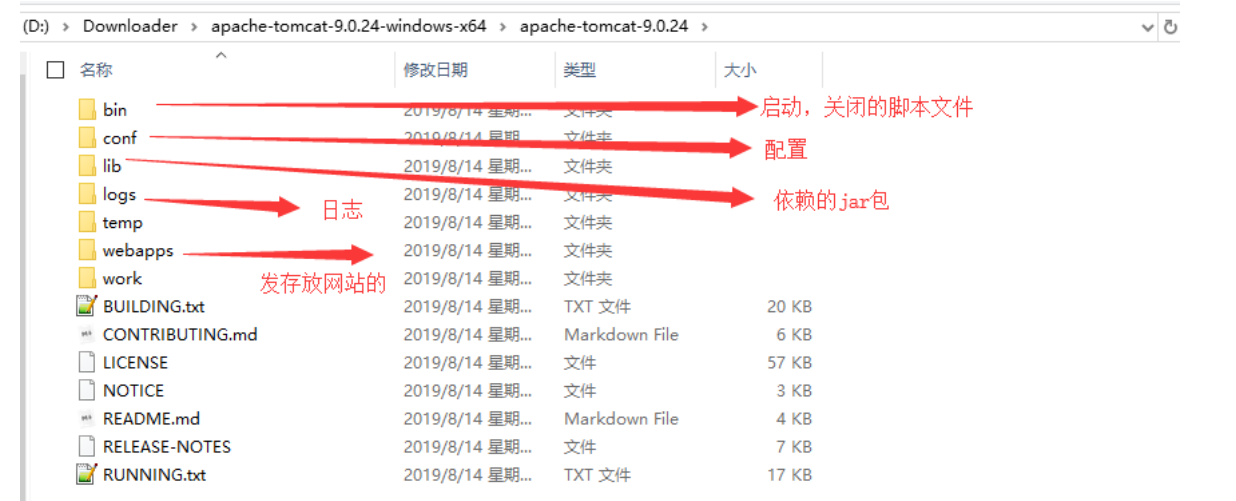 (D:) › Downloader › apache-tomcat-9.0.24-windows-x64 › apache-tomcat-9.0.24 ›
名称 修改日期 类型 大小
bin 2019/8/14 星期... 文件夹 启动，关闭的脚本文件
conf 2019/8/14 星期... 文件夹 配置
lib 2019/8/14 星期... 文件夹
logs 2019/8/14 星期... 文件夹 依赖的jar包
日志
temp 2019/8/14 星期... 文件夹
webapps 2019/8/14 星期... 文件夹
work 2019/8/14 星期... 文件夹
发存放网站的
BUILDING.txt 2019/8/14 星期... TXT 文件 20 KB
CONTRIBUTING.md 2019/8/14 星期... Markdown File 6 KB
LICENSE 2019/8/14 星期... 文件 57 KB
NOTICE 2019/8/14 星期... 文件 3 KB
README.md 2019/8/14 星期... Markdown File 4 KB
RELEASE-NOTES 2019/8/14 星期... 文件 7 KB
RUNNING.txt 2019/8/14 星期... TXT 文件 17 KB